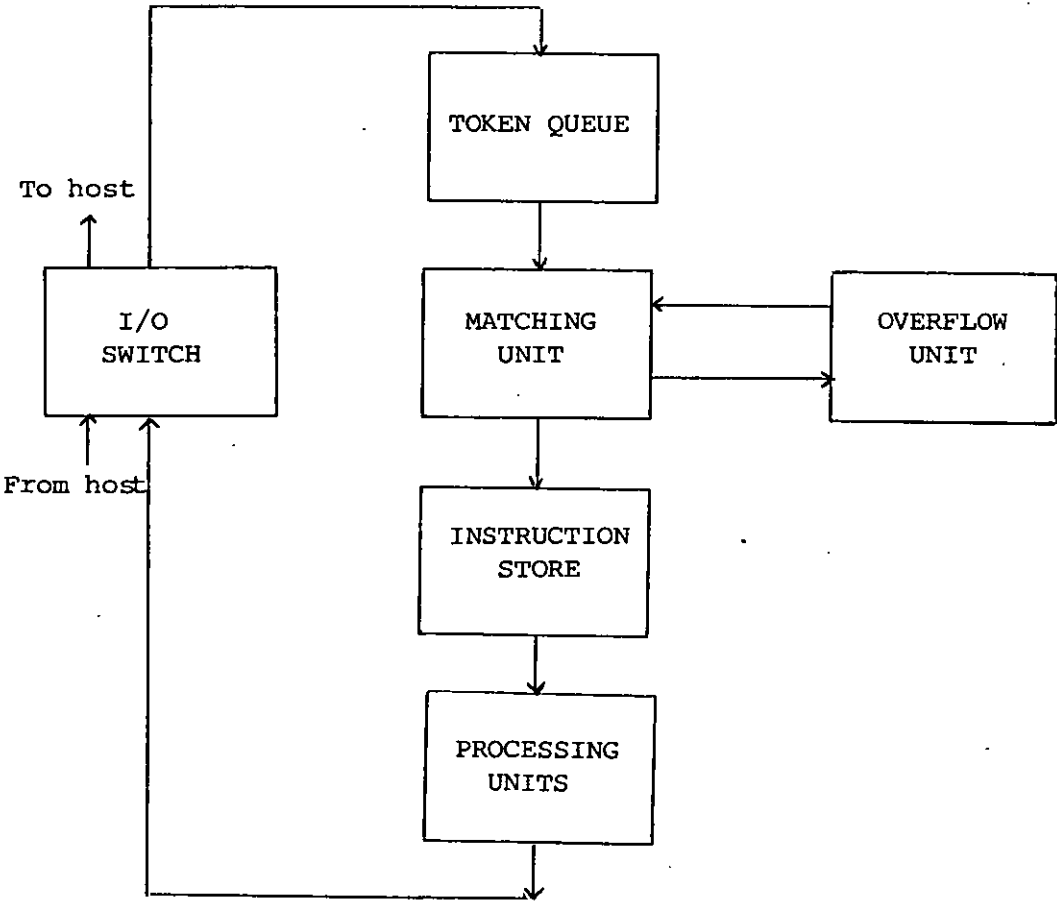 TOKEN QUEUE
To host
I/O
SWITCH
MATCHING
UNIT
OVERFLOW
UNIT
From host
INSTRUCTION
STORE
PROCESSING
UNITS